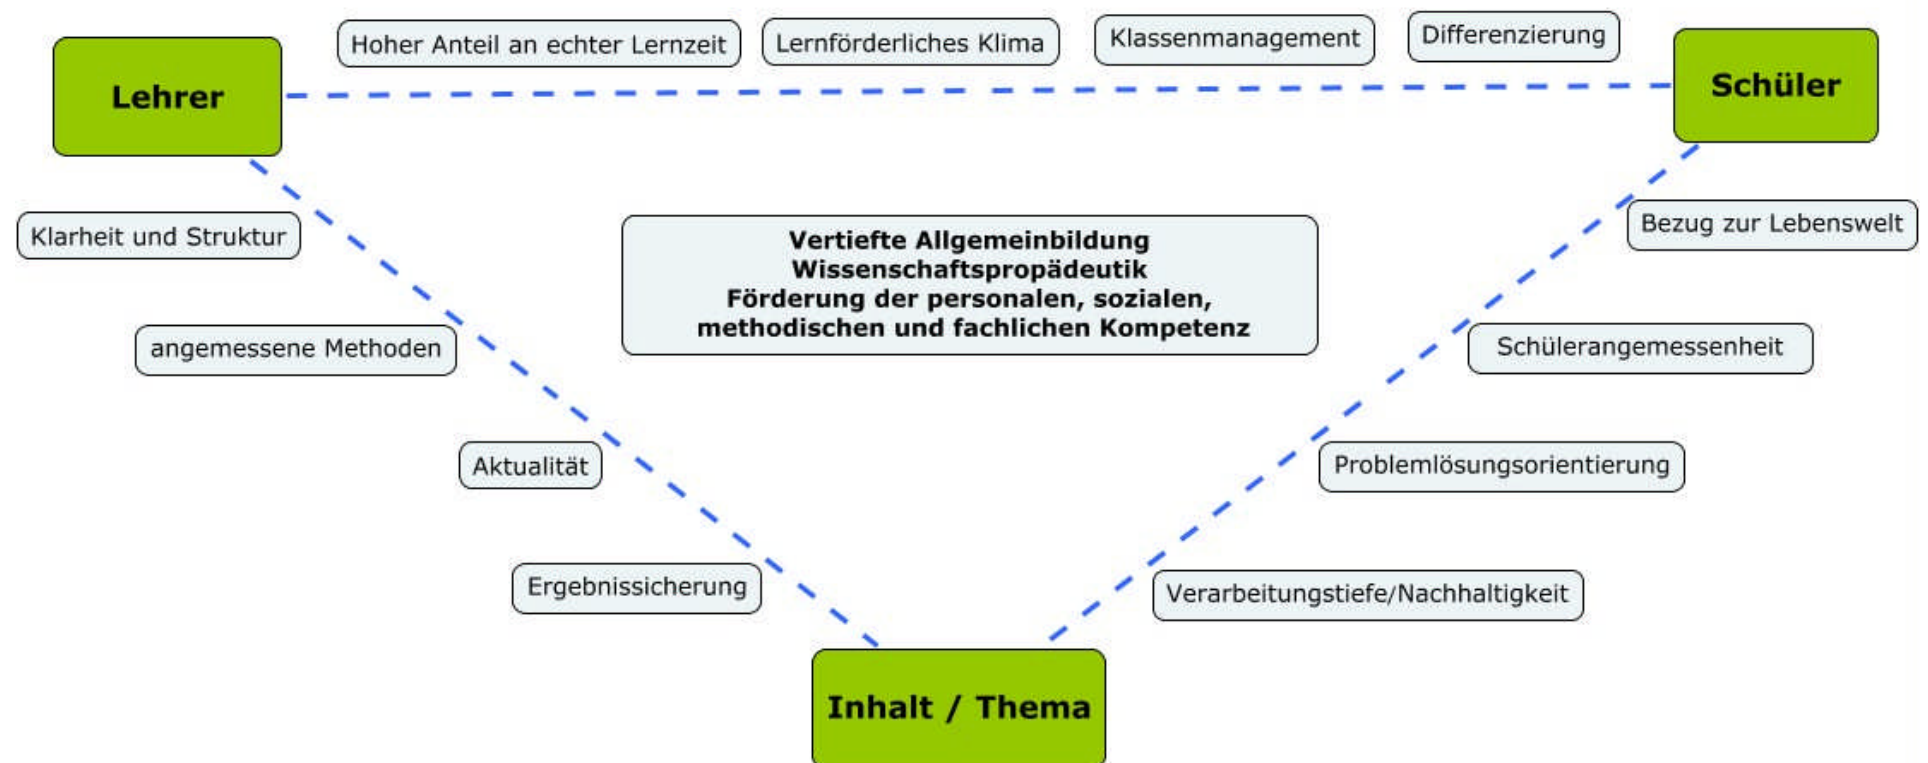 Hoher Anteil an echter Lernzeit
Lernförderliches Klima
Klassenmanagement
Differenzierung
Lehrer
Schüler
Klarheit und Struktur
Vertiefte Allgemeinbildung
Wissenschaftspropädeutik
Förderung der personalen, sozialen,
methodischen und fachlichen Kompetenz
Bezug zur Lebenswelt
angemessene Methoden
Schülerangemessenheit
Aktualität
Problemlösungsorientierung
Ergebnissicherung
Verarbeitungstiefe/Nachhaltigkeit
Inhalt / Thema